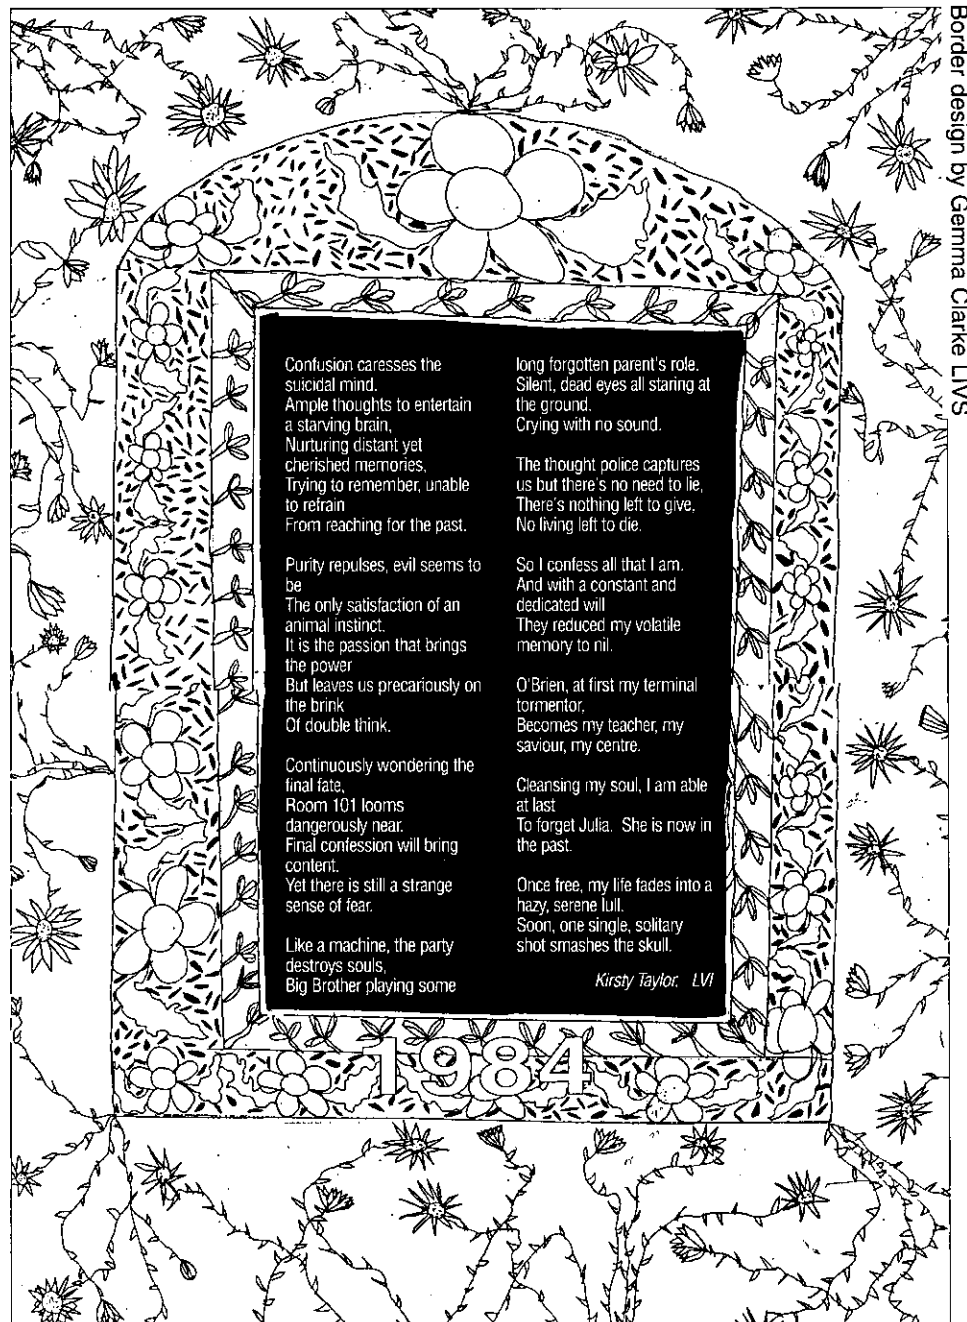 Border design by Gemma Clarke LIVS
Confusion caresses the
suicidal mind.
Ample thoughts to entertain
a starving brain,
Nurturing distant yet
cherished memories,
Trying to remember, unable
to refrain
From reaching for the past.
Purity repulses, evil seems to
be
The only satisfaction of an
animal instinct.
It is the passion that brings
the power
But leaves us precariously on
the brink
Of double think.
Continuously wondering the
final fate,
Room 101 looms
dangerously near.
Final confession will bring
content.
Yet there is still a strange
sense of fear.
Like a machine, the party
destroys souls,
Big Brother playing some
long forgotten parent's role.
Silent, dead eyes all staring at
the ground.
Crying with no sound.
The thought police captures
us but there's no need to lie,
There's nothing left to give,
No living left to die.
So I confess all that I am.
And with a constant and
dedicated will
They reduced my volatile
memory to nil.
O'Brien, at first my terminal
tormentor,
Becomes my teacher, my
saviour, my centre.
Cleansing my soul, I am able
at last
To forget Julia. She is now in
the past.
Once free, my life fades into a
hazy, serene lull.
Soon, one single, solitary
shot smashes the skull.
Kirsty Taylor. LVI
1984